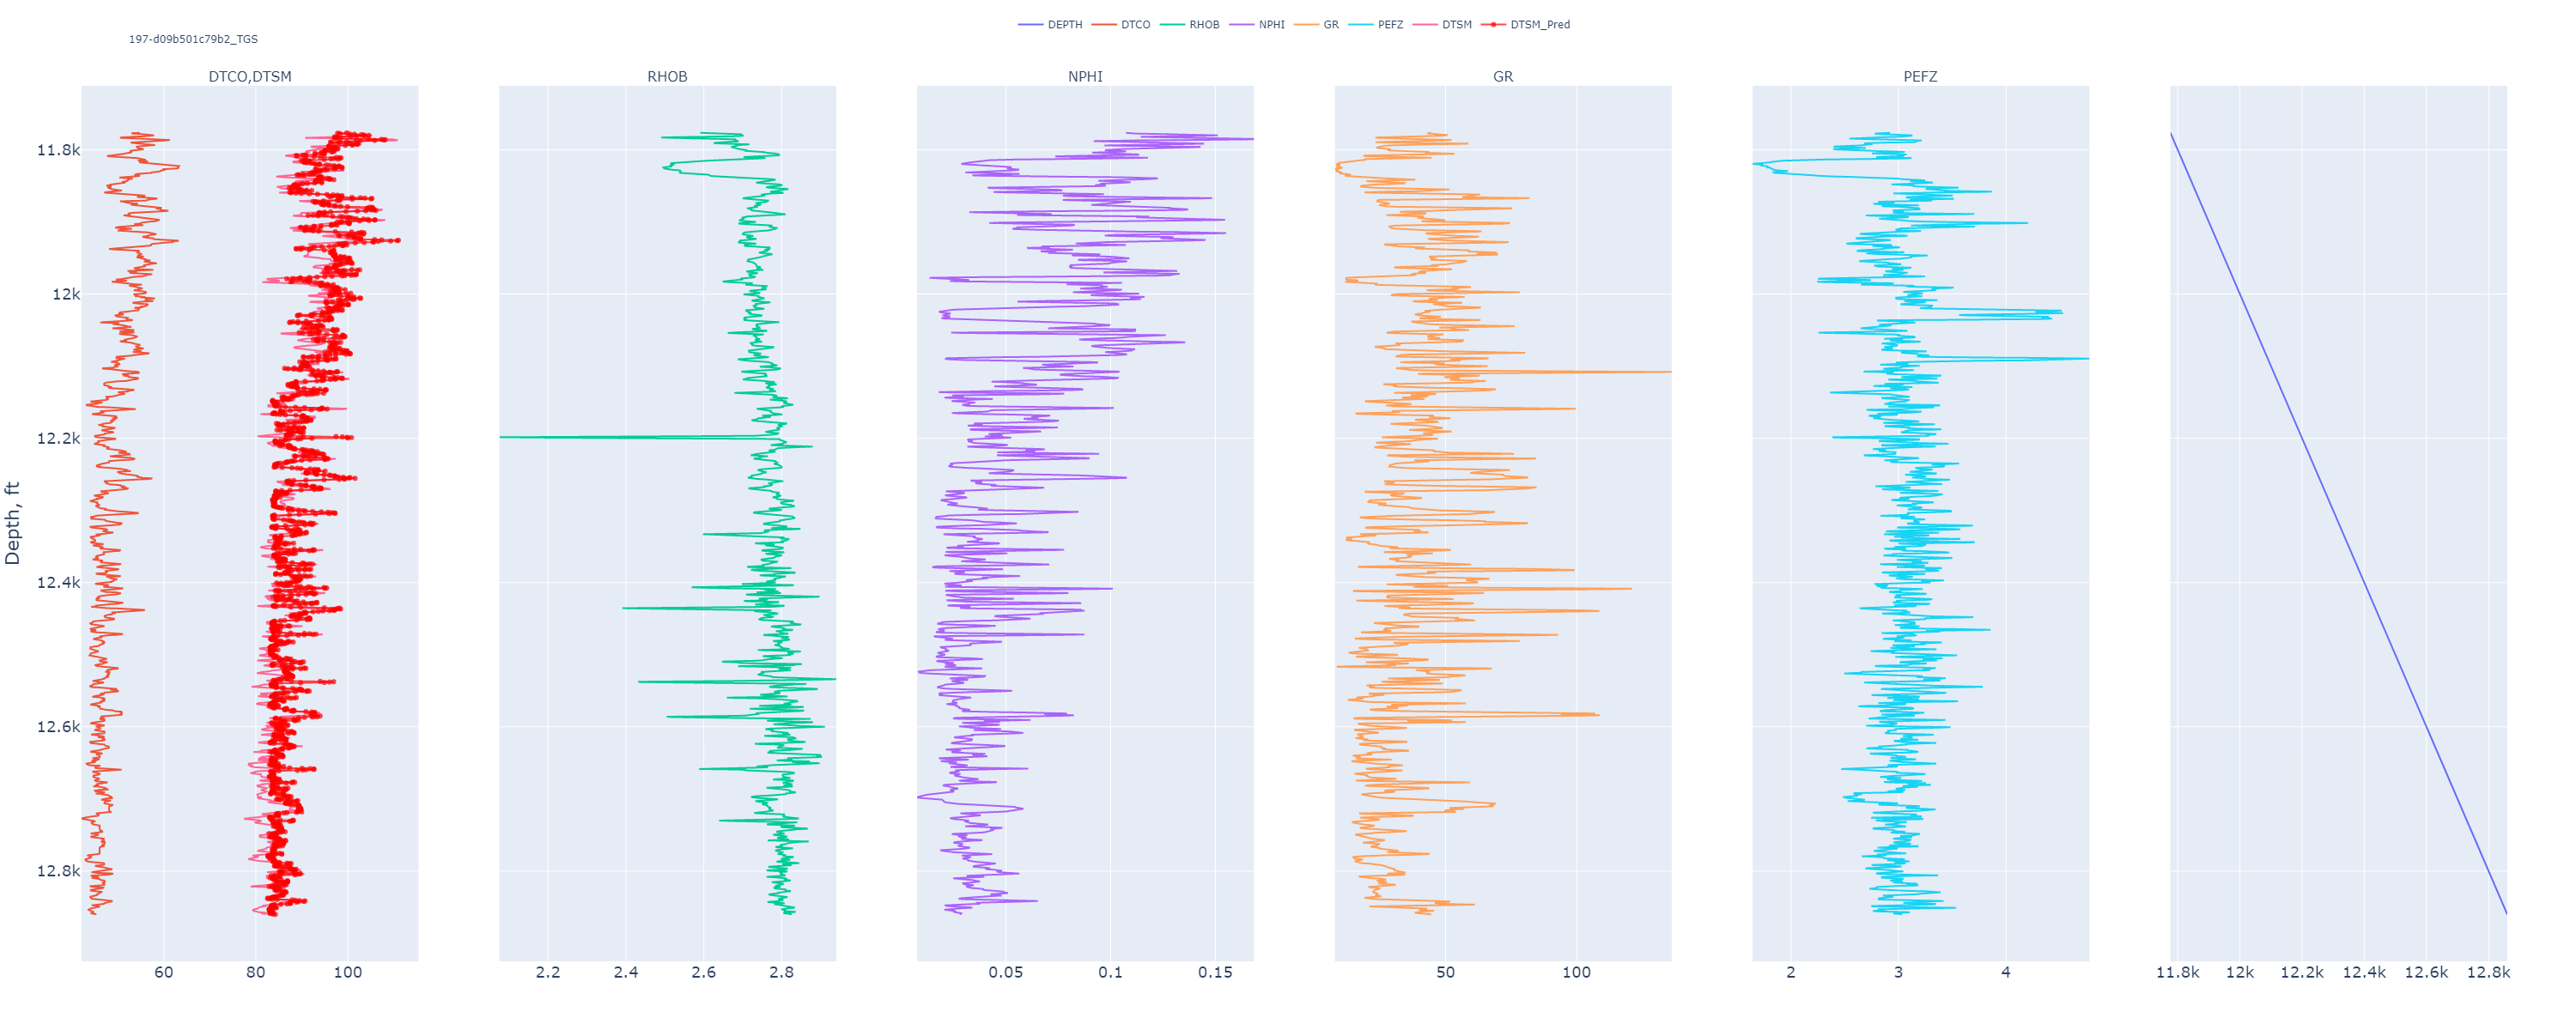 DEPTH DTCO RHOB NPHI GR PEFZ DTSM DTSM_Pred
197-d09b501c79b2_TGS
DTCO,DTSM RHOB NPHI GR PEFZ
Depth, ft
11.8k
12k
12.2k
12.4k
12.6k
12.8k
60 80 100 2.2 2.4 2.6 2.8 0.05 0.1 0.15 50 100 2 3 4 11.8k 12k 12.2k 12.4k 12.6k 12.8k